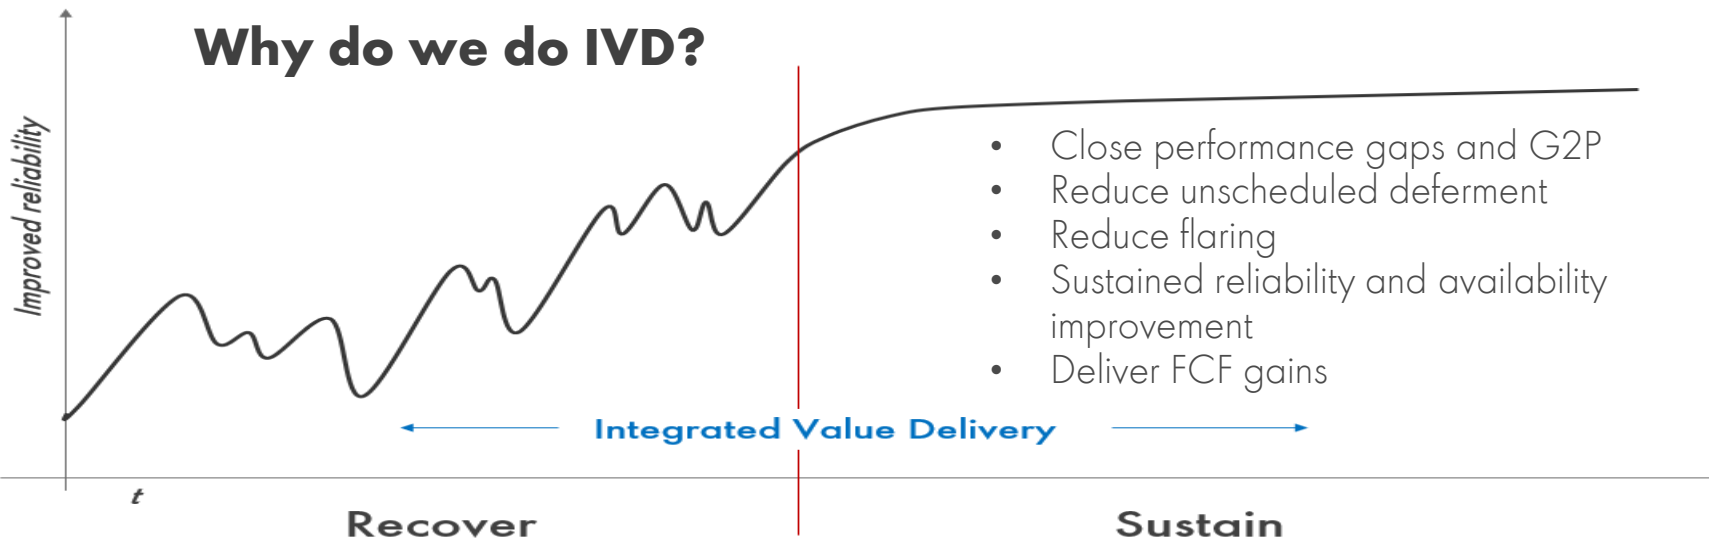 Why do we do IVD?
Improved reliability
• Close performance gaps and G2P
• Reduce unscheduled deferment
• Reduce flaring
• Sustained reliability and availability
improvement
• Deliver FCF gains
Integrated Value Delivery
t
Recover
Sustain